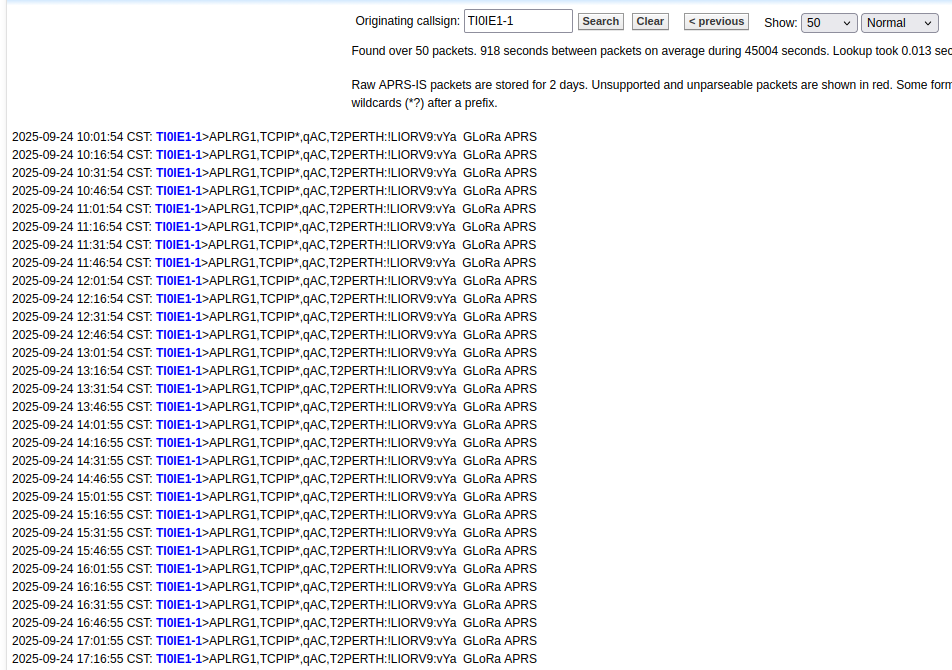 Originating callsign: TI0IE1-1 Search Clear < previous Show: 50 Normal
Found over 50 packets. 918 seconds between packets on average during 45004 seconds. Lookup took 0.013 sec
Raw APRS-IS packets are stored for 2 days. Unsupported and unparseable packets are shown in red. Some form
wildcards (*?) after a prefix.
2025-09-24 10:01:54 CST: TI0IE1-1>APLRG1,TCPIP*,qAC,T2PERTH:!LIORV9:vYa GLoRa APRS
2025-09-24 10:16:54 CST: TI0IE1-1>APLRG1,TCPIP*,qAC,T2PERTH:!LIORV9:vYa GLoRa APRS
2025-09-24 10:31:54 CST: TI0IE1-1>APLRG1,TCPIP*,qAC,T2PERTH:!LIORV9:vYa GLoRa APRS
2025-09-24 10:46:54 CST: TI0IE1-1>APLRG1,TCPIP*,qAC,T2PERTH:!LIORV9:vYa GLoRa APRS
2025-09-24 11:01:54 CST: TI0IE1-1>APLRG1,TCPIP*,qAC,T2PERTH:!LIORV9:vYa GLoRa APRS
2025-09-24 11:16:54 CST: TI0IE1-1>APLRG1,TCPIP*,qAC,T2PERTH:!LIORV9:vYa GLoRa APRS
2025-09-24 11:31:54 CST: TI0IE1-1>APLRG1,TCPIP*,qAC,T2PERTH:!LIORV9:vYa GLoRa APRS
2025-09-24 11:46:54 CST: TI0IE1-1>APLRG1,TCPIP*,qAC,T2PERTH:!LIORV9:vYa GLoRa APRS
2025-09-24 12:01:54 CST: TI0IE1-1>APLRG1,TCPIP*,qAC,T2PERTH:!LIORV9:vYa GLoRa APRS
2025-09-24 12:16:54 CST: TI0IE1-1>APLRG1,TCPIP*,qAC,T2PERTH:!LIORV9:vYa GLoRa APRS
2025-09-24 12:31:54 CST: TI0IE1-1>APLRG1,TCPIP*,qAC,T2PERTH:!LIORV9:vYa GLoRa APRS
2025-09-24 12:46:54 CST: TI0IE1-1>APLRG1,TCPIP*,qAC,T2PERTH:!LIORV9:vYa GLoRa APRS
2025-09-24 13:01:54 CST: TI0IE1-1>APLRG1,TCPIP*,qAC,T2PERTH:!LIORV9:vYa GLoRa APRS
2025-09-24 13:16:54 CST: TI0IE1-1>APLRG1,TCPIP*,qAC,T2PERTH:!LIORV9:vYa GLoRa APRS
2025-09-24 13:31:54 CST: TI0IE1-1>APLRG1,TCPIP*,qAC,T2PERTH:!LIORV9:vYa GLoRa APRS
2025-09-24 13:46:55 CST: TI0IE1-1>APLRG1,TCPIP*,qAC,T2PERTH:!LIORV9:vYa GLoRa APRS
2025-09-24 14:01:55 CST: TI0IE1-1>APLRG1,TCPIP*,qAC,T2PERTH:!LIORV9:vYa GLoRa APRS
2025-09-24 14:16:55 CST: TI0IE1-1>APLRG1,TCPIP*,qAC,T2PERTH:!LIORV9:vYa GLoRa APRS
2025-09-24 14:31:55 CST: TI0IE1-1>APLRG1,TCPIP*,qAC,T2PERTH:!LIORV9:vYa GLoRa APRS
2025-09-24 14:46:55 CST: TI0IE1-1>APLRG1,TCPIP*,qAC,T2PERTH:!LIORV9:vYa GLoRa APRS
2025-09-24 15:01:55 CST: TI0IE1-1>APLRG1,TCPIP*,qAC,T2PERTH:!LIORV9:vYa GLoRa APRS
2025-09-24 15:16:55 CST: TI0IE1-1>APLRG1,TCPIP*,qAC,T2PERTH:!LIORV9:vYa GLoRa APRS
2025-09-24 15:31:55 CST: TI0IE1-1>APLRG1,TCPIP*,qAC,T2PERTH:!LIORV9:vYa GLoRa APRS
2025-09-24 15:46:55 CST: TI0IE1-1>APLRG1,TCPIP*,qAC,T2PERTH:!LIORV9:vYa GLoRa APRS
2025-09-24 16:01:55 CST: TI0IE1-1>APLRG1,TCPIP*,qAC,T2PERTH:!LIORV9:vYa GLoRa APRS
2025-09-24 16:16:55 CST: TI0IE1-1>APLRG1,TCPIP*,qAC,T2PERTH:!LIORV9:vYa GLoRa APRS
2025-09-24 16:31:55 CST: TI0IE1-1>APLRG1,TCPIP*,qAC,T2PERTH:!LIORV9:vYa GLoRa APRS
2025-09-24 16:46:55 CST: TI0IE1-1>APLRG1,TCPIP*,qAC,T2PERTH:!LIORV9:vYa GLoRa APRS
2025-09-24 17:01:55 CST: TI0IE1-1>APLRG1,TCPIP*,qAC,T2PERTH:!LIORV9:vYa GLoRa APRS
2025-09-24 17:16:55 CST: TI0IE1-1>APLRG1,TCPIP*,qAC,T2PERTH:!LIORV9:vYa GLoRa APRS